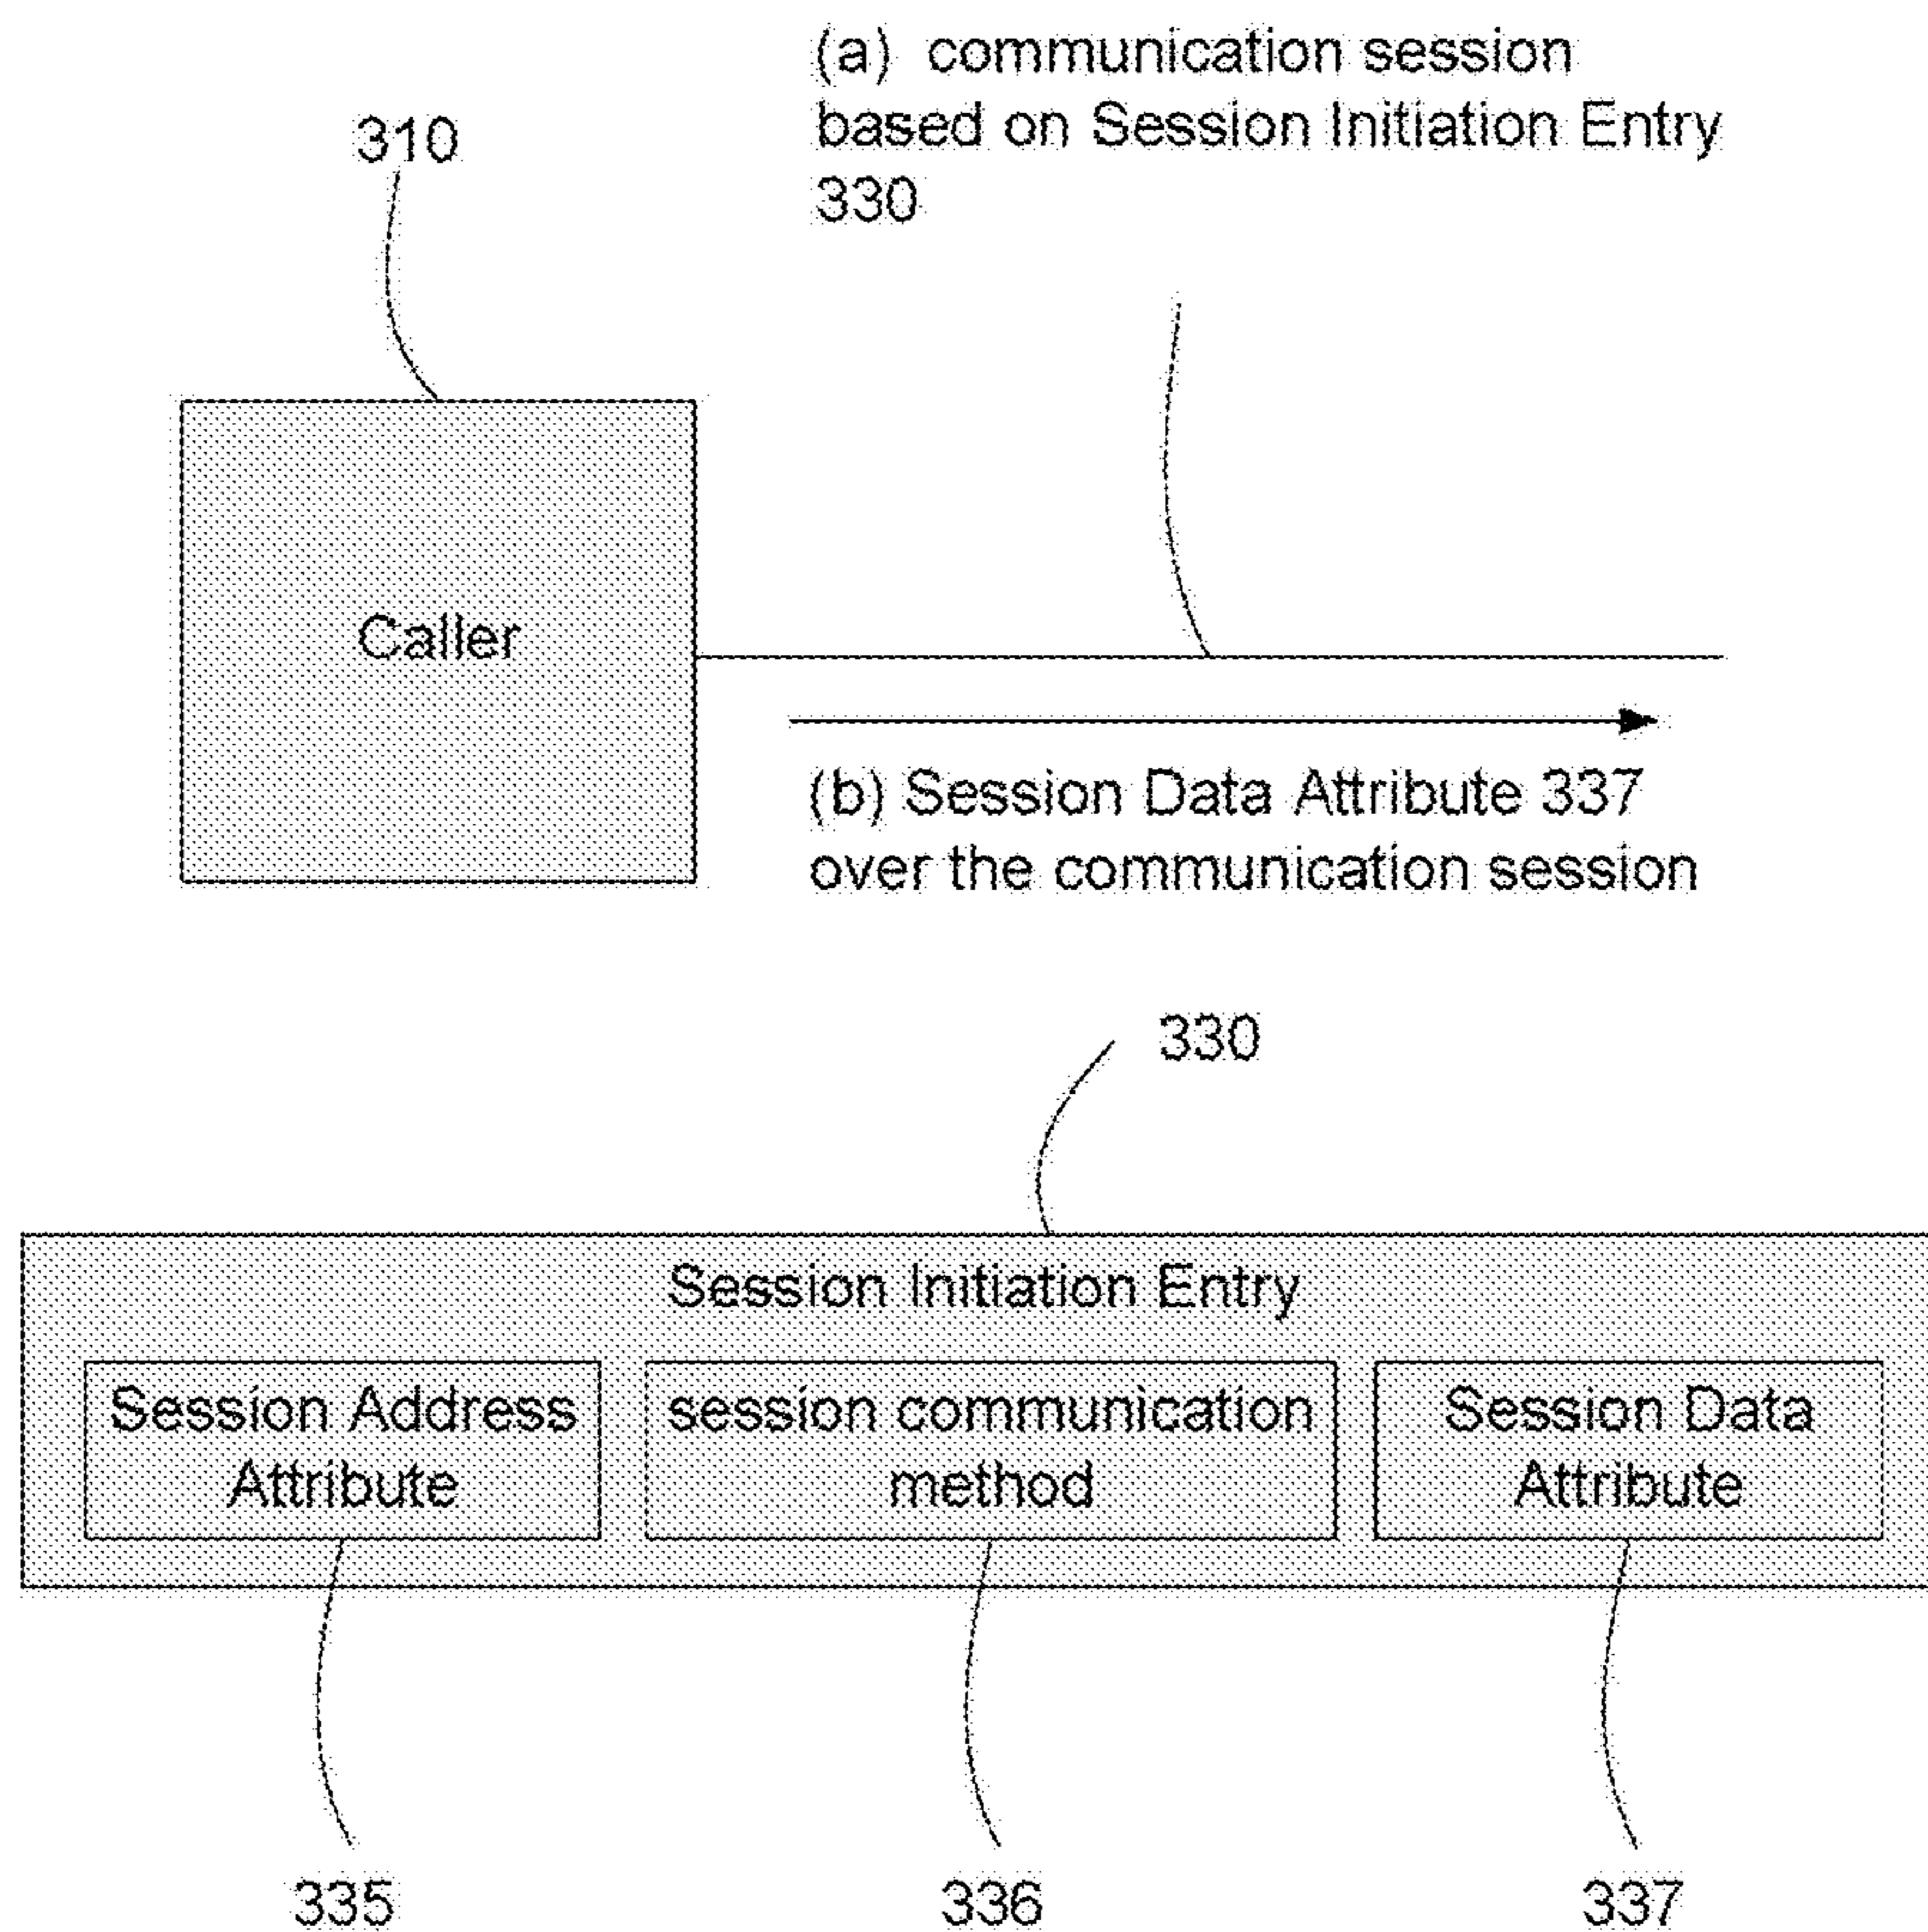 (a) communication session
based on Session Initiation Entry
330
310
Caller
(b) Session Data Attribute 337
over the communication session
330
Session Initiation Entry
Session Address
Attribute
session communication
method
Session Data
Attribute
335
336
337